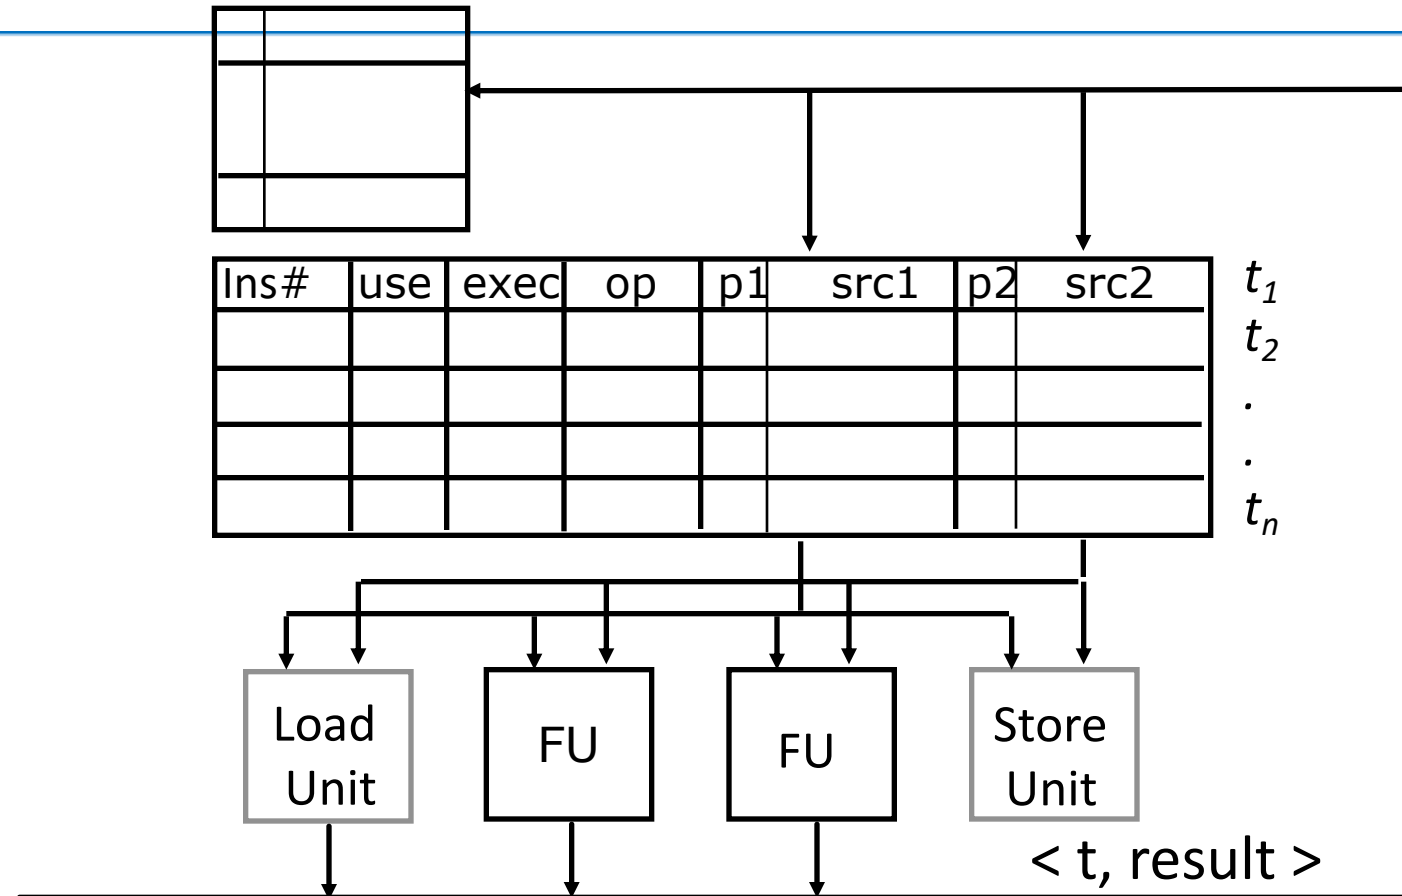 Ins# use exec op p1 src1 p2 src2 t1
t2
.
.
tn
Load Unit
FU
FU
Store Unit
< t, result >